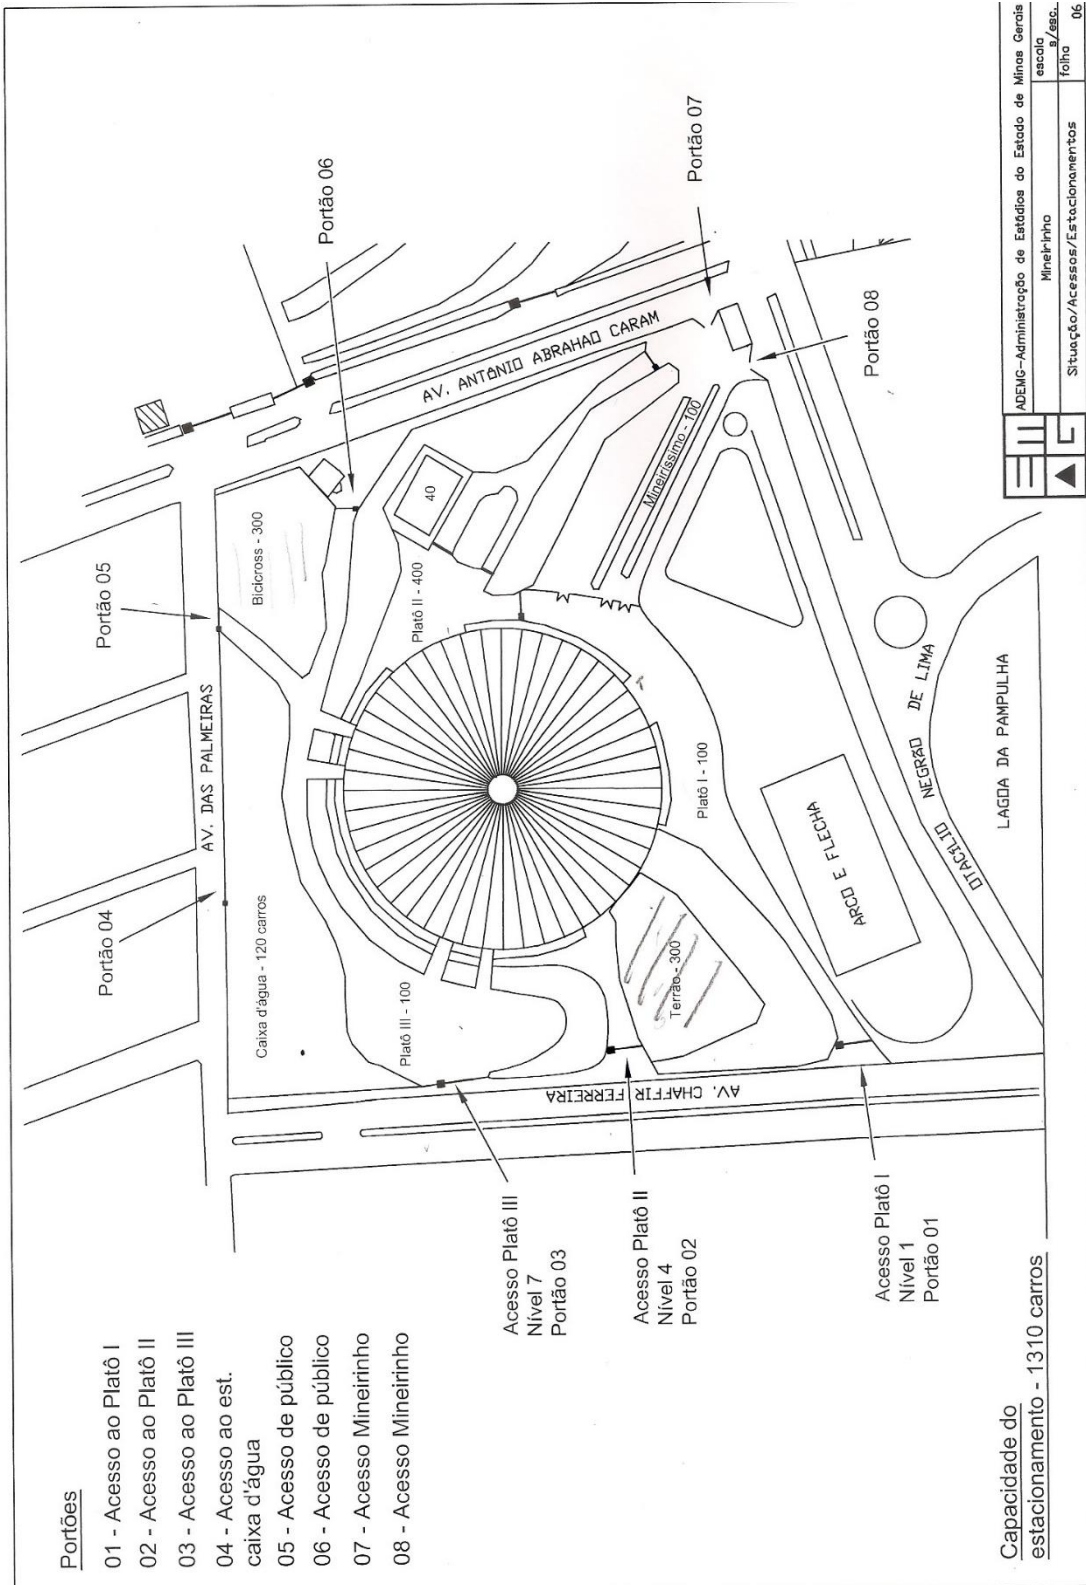 Portões
01 - Acesso ao Platô I
02 - Acesso ao Platô II
03 - Acesso ao Platô III
04 - Acesso ao est.
caixa d'água
05 - Acesso de público
06 - Acesso de público
07 - Acesso Mineirinho
08 - Acesso Mineirinho
Portão 04
Portão 05
Portão 06
Portão 07
Portão 08
AV. DAS PALMEIRAS
Caixa d'água - 120 carros
Bicicross - 300
AV. ANTÔNIO ABRAHAO CARAM
40
Platô II - 400
Platô III - 100
Mineiríssimo - 100
Platô I - 100
Terrão - 300
ARCO E FLECHA
OTACÍLIO NEGRÃO DE LIMA
LAGOA DA PAMPULHA
AV. CHAFFIR FERREIRA
Acesso Platô III
Nível 7
Portão 03
Acesso Platô II
Nível 4
Portão 02
Acesso Platô I
Nível 1
Portão 01
Capacidade do
estacionamento - 1310 carros
ADEMG-Administração de Estádios do Estado de Minas Gerais
Mineirinho
escala
s/esc.
Situação/Acessos/Estacionamentos
folha
06